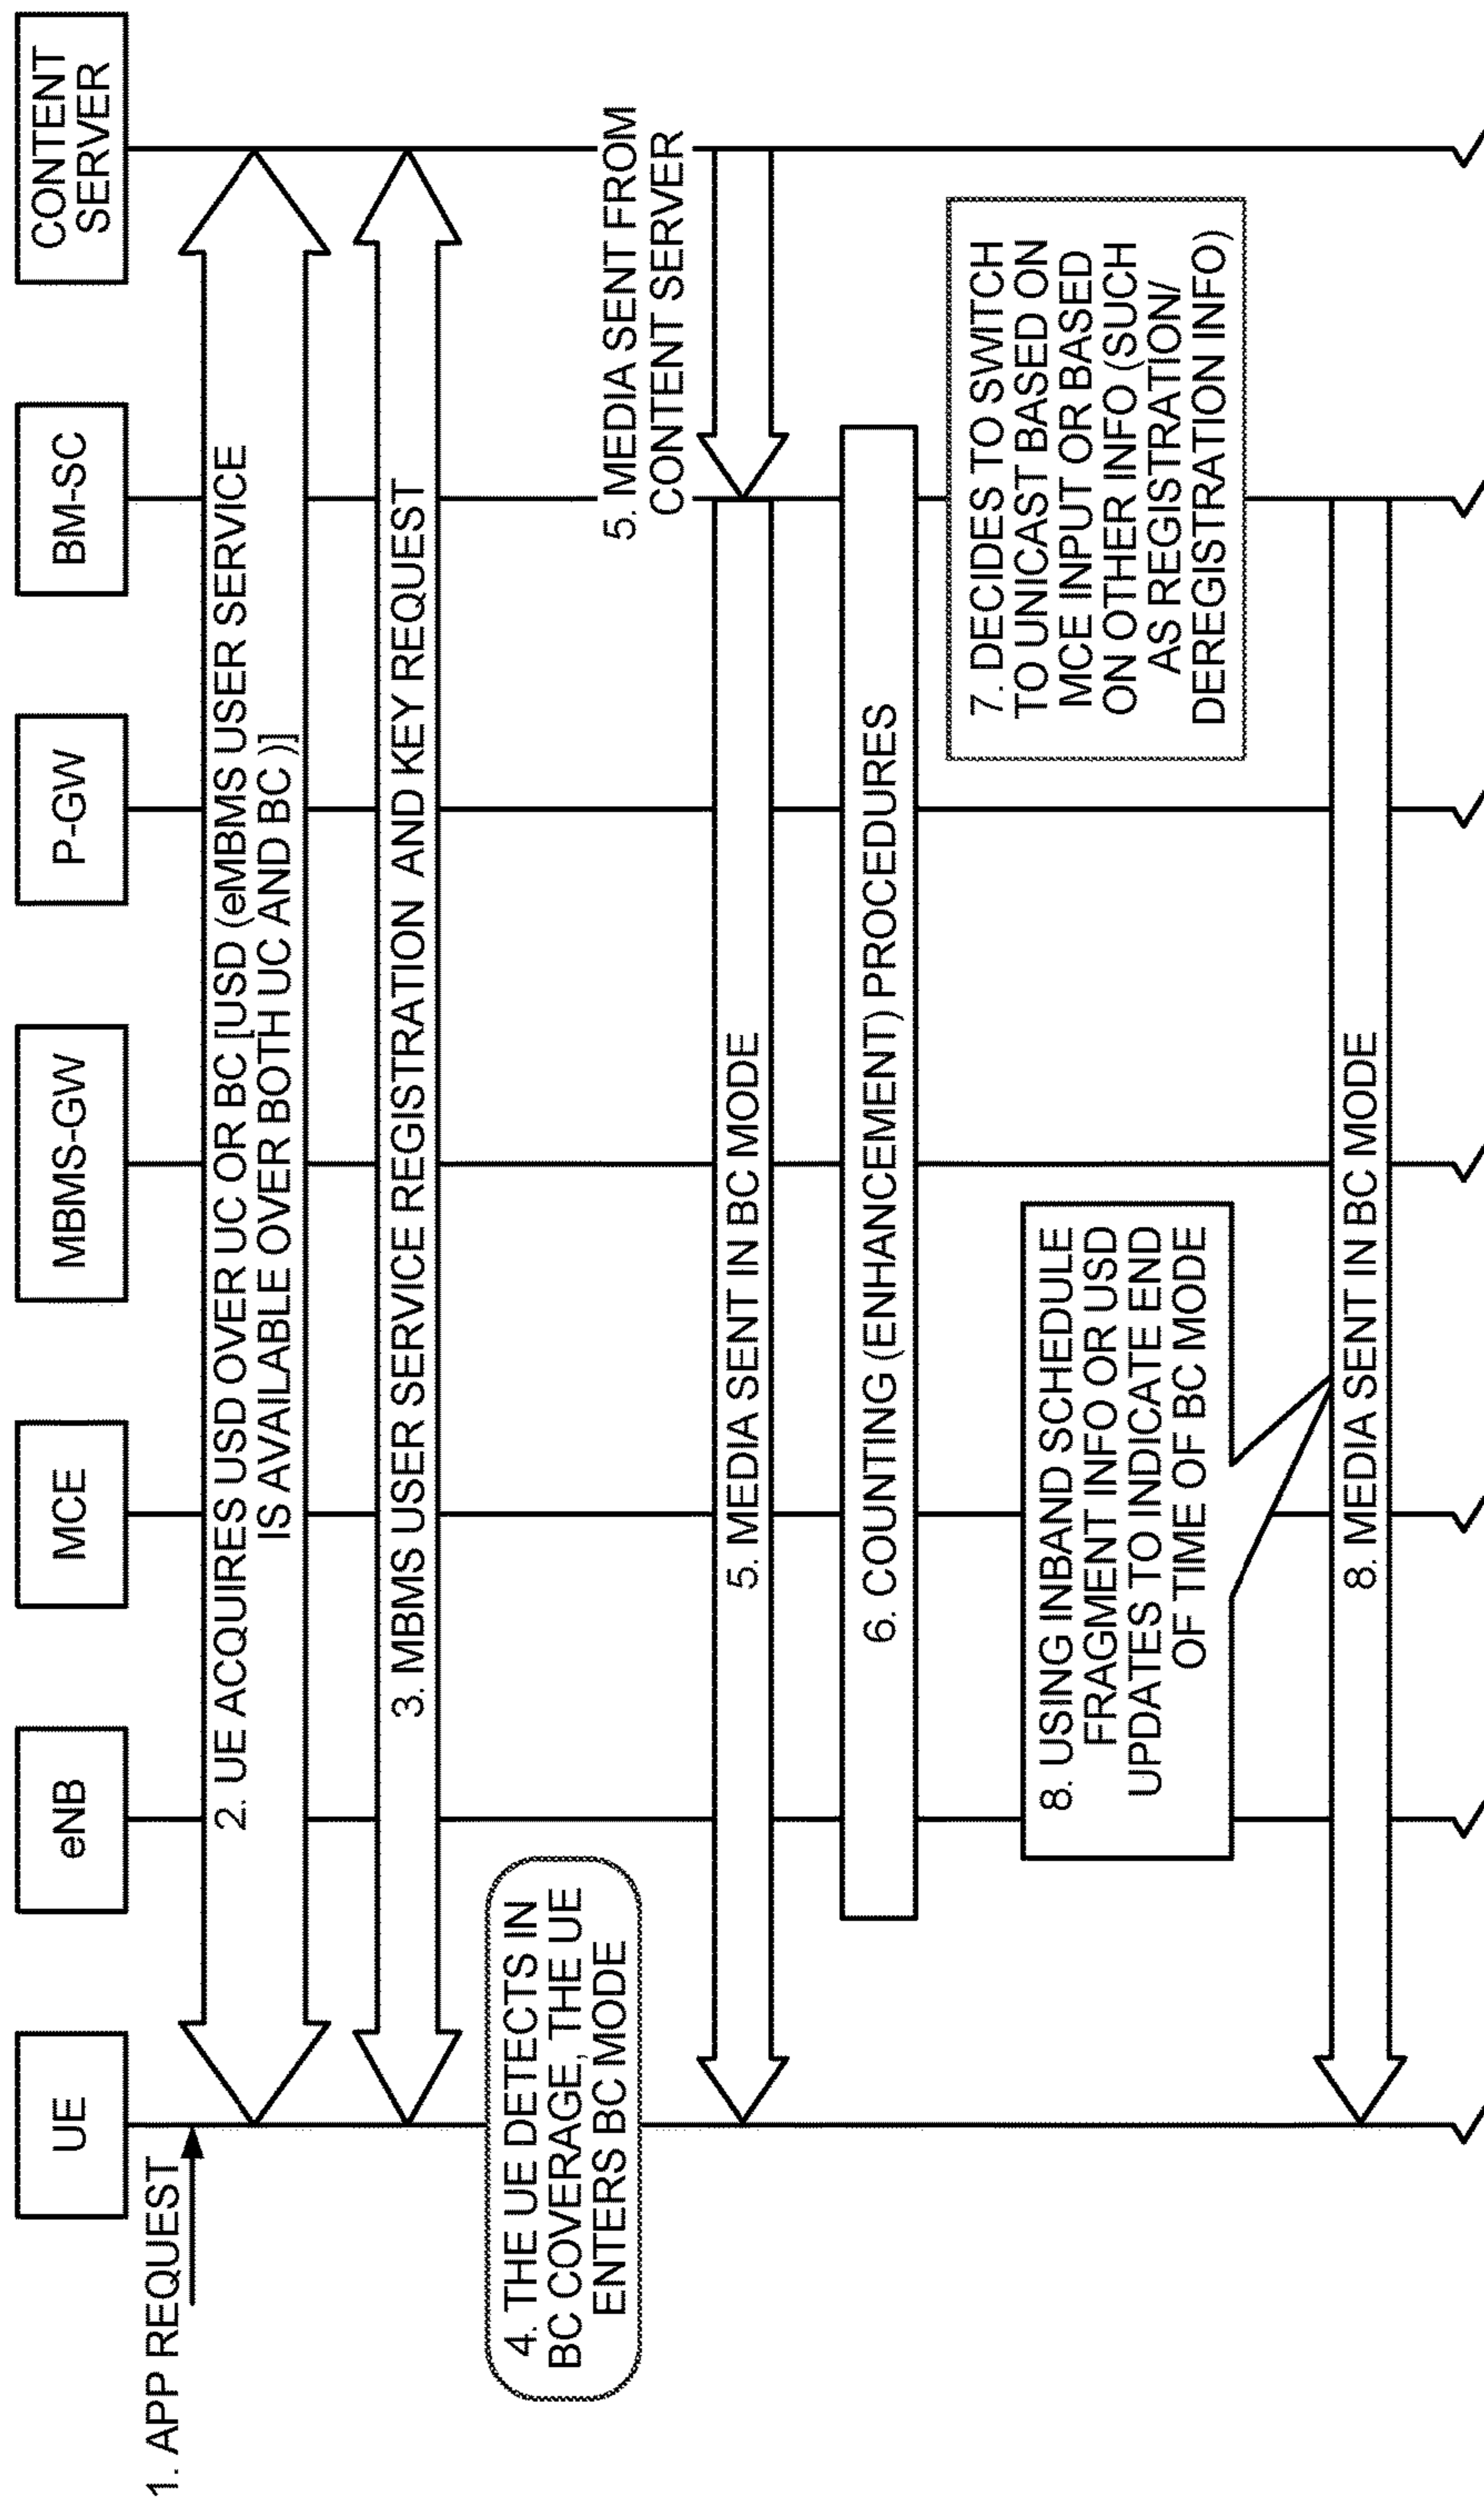 UE
eNB
MCE
MBMS-GW
P-GW
BM-SC
CONTENT
SERVER
1. APP REQUEST
2. UE ACQUIRES USD OVER UC OR BC [USD (eMBMS USER SERVICE
IS AVAILABLE OVER BOTH UC AND BC )]
3. MBMS USER SERVICE REGISTRATION AND KEY REQUEST
4. THE UE DETECTS IN
BC COVERAGE, THE UE
ENTERS BC MODE
5. MEDIA SENT FROM
CONTENT SERVER
5. MEDIA SENT IN BC MODE
6. COUNTING (ENHANCEMENT) PROCEDURES
7. DECIDES TO SWITCH
TO UNICAST BASED ON
MCE INPUT OR BASED
ON OTHER INFO (SUCH
AS REGISTRATION/
DEREGISTRATION INFO)
8. USING INBAND SCHEDULE
FRAGMENT INFO OR USD
UPDATES TO INDICATE END
OF TIME OF BC MODE
8. MEDIA SENT IN BC MODE